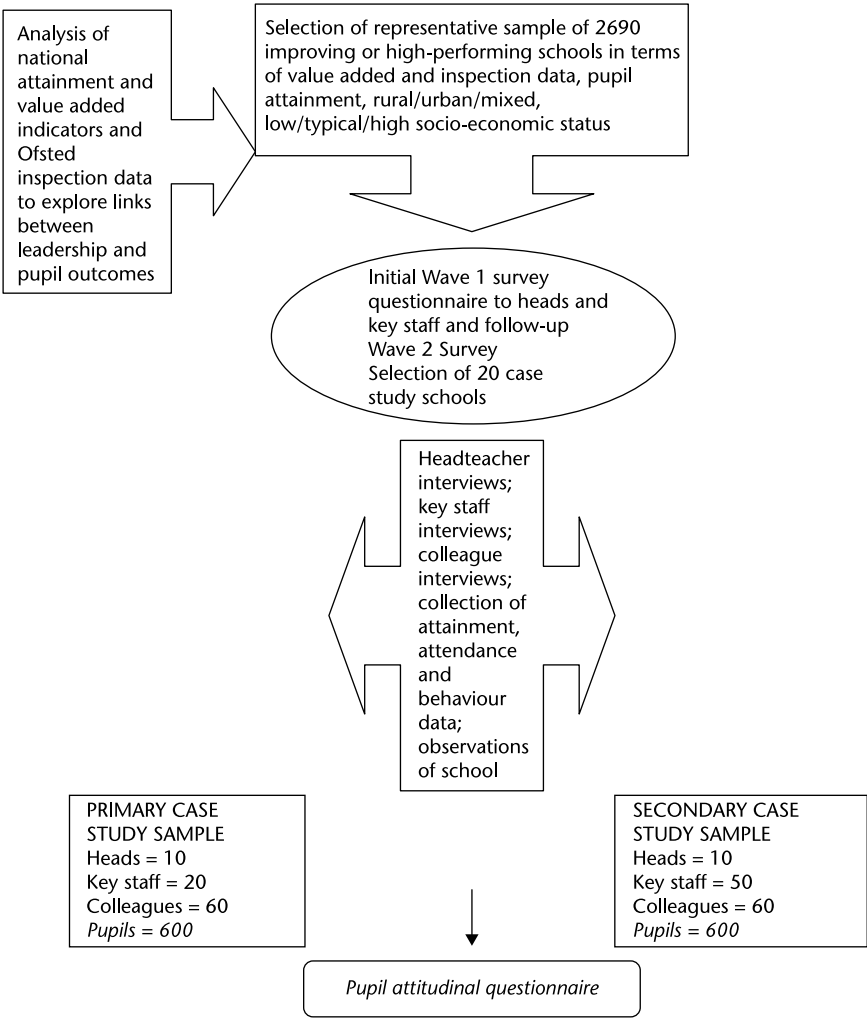 Analysis of
national
attainment and
value added
indicators and
Ofsted
inspection data
to explore links
between
leadership and
pupil outcomes
Selection of representative sample of 2690
improving or high-performing schools in terms
of value added and inspection data, pupil
attainment, rural/urban/mixed,
low/typical/high socio-economic status
Initial Wave 1 survey
questionnaire to heads and
key staff and follow-up
Wave 2 Survey
Selection of 20 case
study schools
Headteacher
interviews;
key staff
interviews;
colleague
interviews;
collection of
attainment,
attendance
and
behaviour
data;
observations
of school
PRIMARY CASE
STUDY SAMPLE
Heads = 10
Key staff = 20
Colleagues = 60
Pupils = 600
SECONDARY CASE
STUDY SAMPLE
Heads = 10
Key staff = 50
Colleagues = 60
Pupils = 600
Pupil attitudinal questionnaire